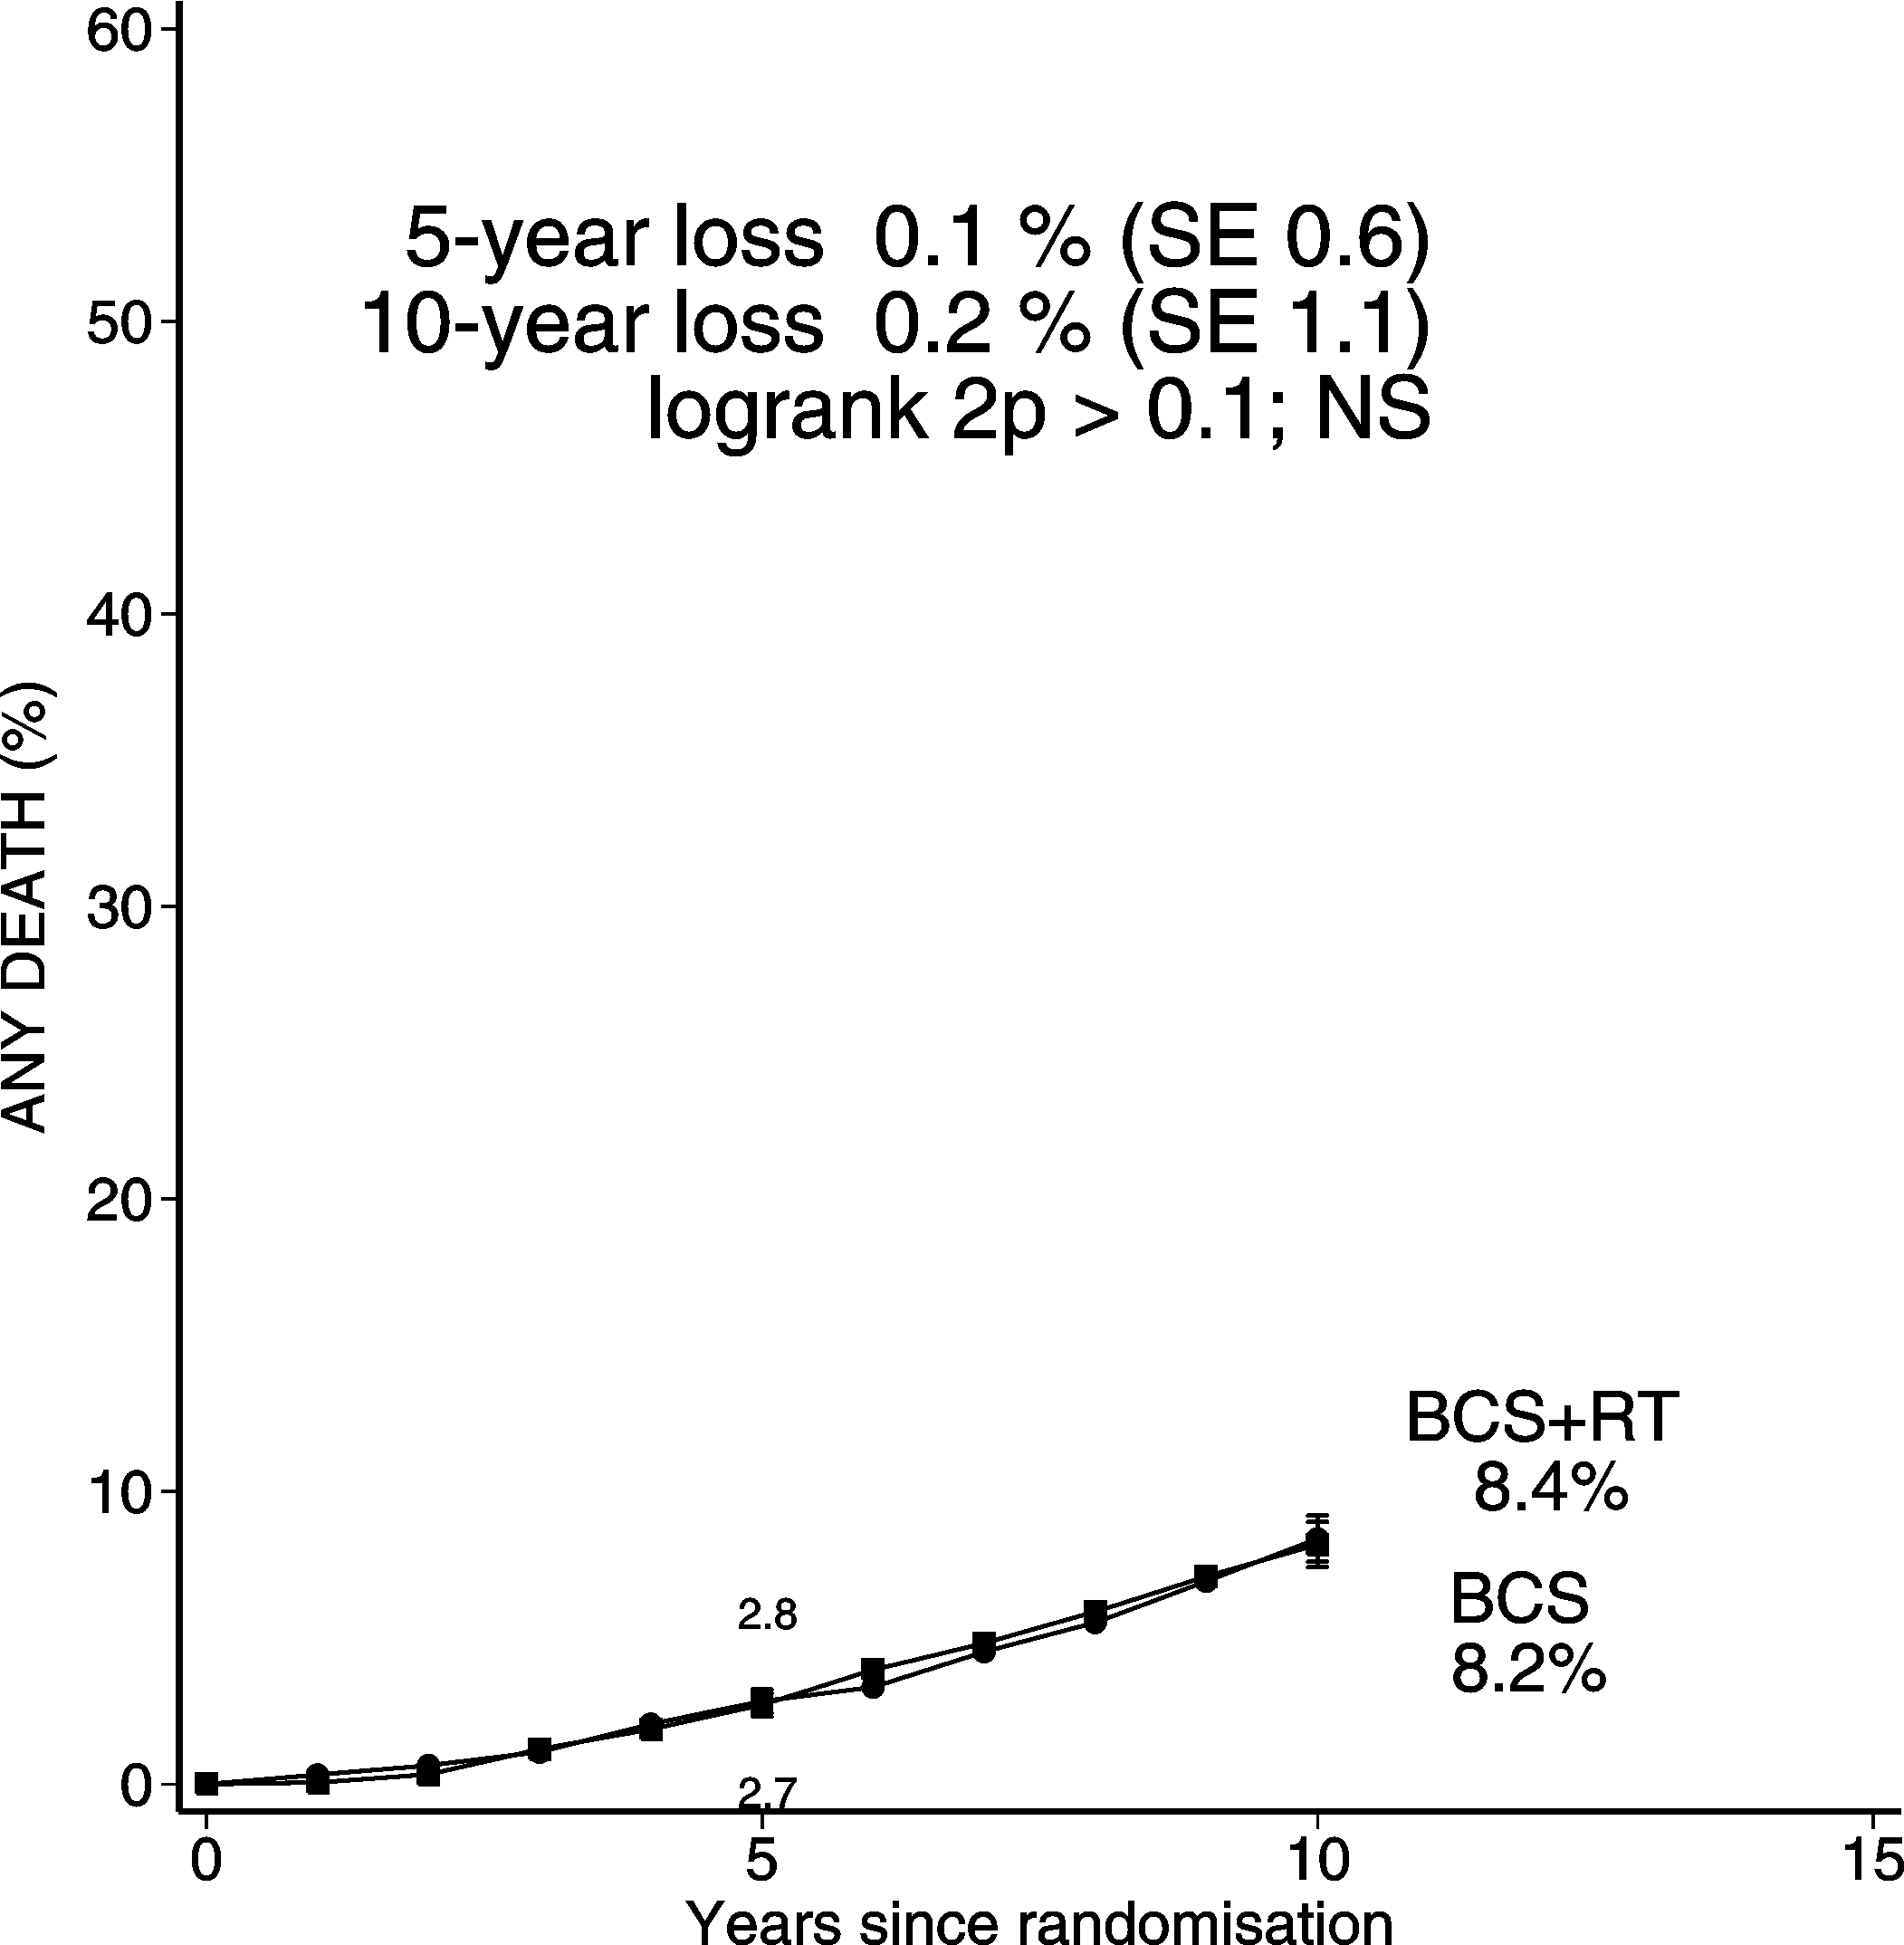 60
5-year loss 0.1 % (SE 0.6)
50
10-year loss 0.2 % (SE 1.1)
logrank 2p > 0.1; NS
40
ANY DEATH (%)
30
20
10
BCS+RT
8.4%
BCS
8.2%
2.8
2.7
0
0 5 10 15
Years since randomisation